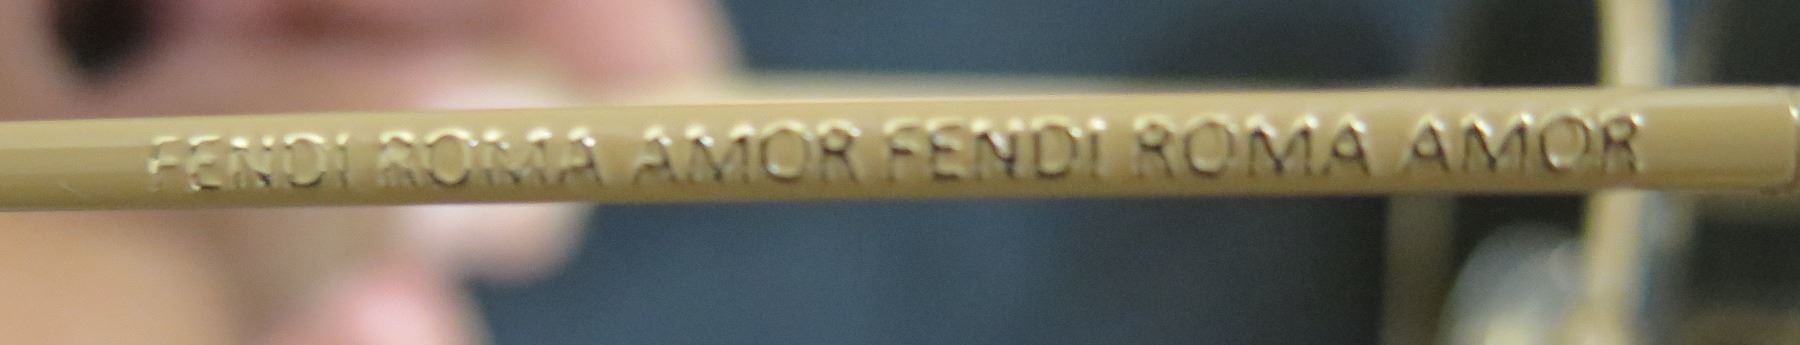 FENDI ROMA AMOR FENDI ROMA AMOR